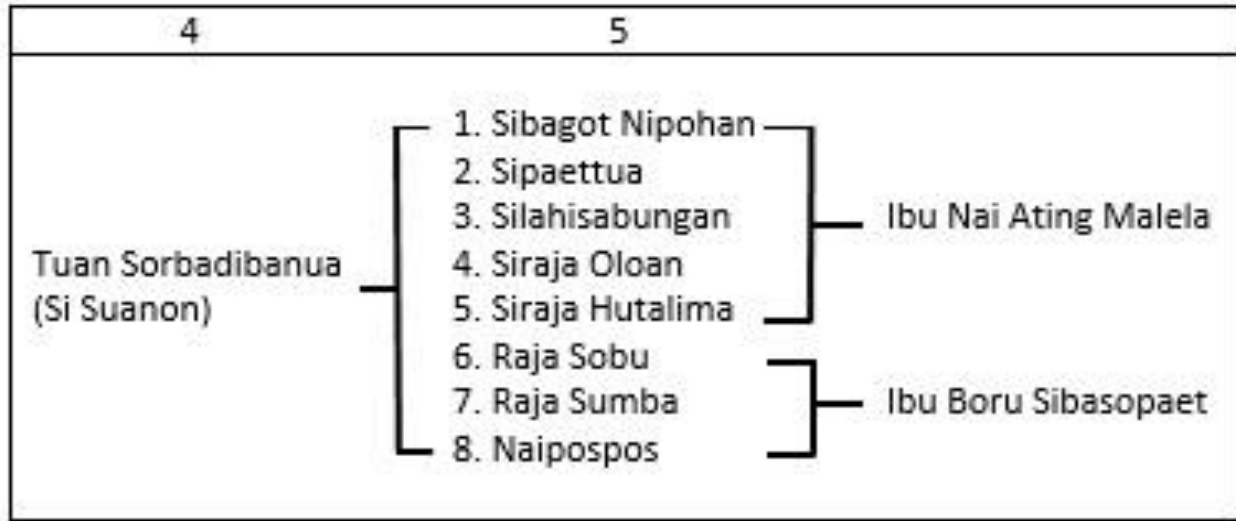 4 5
1. Sibagot Nipohan
2. Sipaettua
3. Silahisabungan
Ibu Nai Ating Malela
Tuan Sorbadibanua
(Si Suanon)
4. Siraja Oloan
5. Siraja Hutalima
6. Raja Sobu
7. Raja Sumba
8. Naipospos
Ibu Boru Sibasopaet